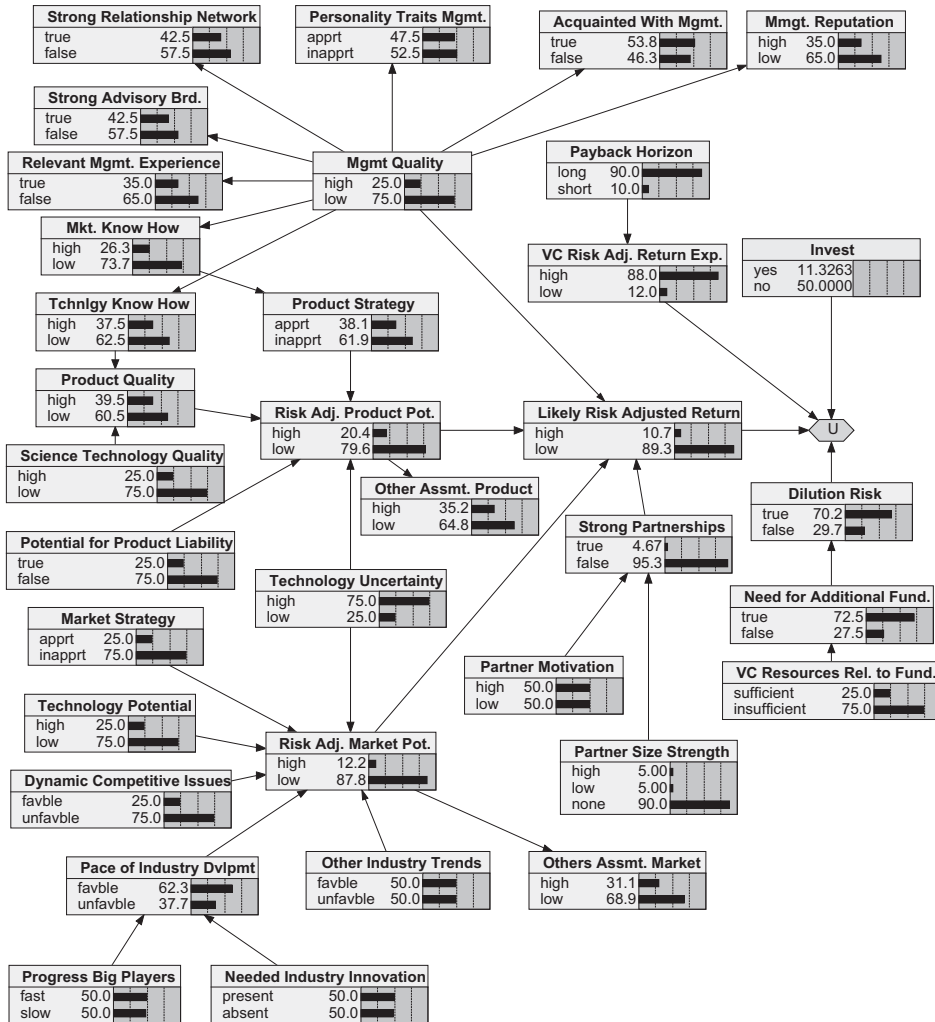 Strong Relationship Network
true 42.5
false 57.5
Personality Traits Mgmt.
apprt 47.5
inapprt 52.5
Acquainted With Mgmt.
true 53.8
false 46.3
Mmgt. Reputation
high 35.0
low 65.0
Strong Advisory Brd.
true 42.5
false 57.5
Relevant Mgmt. Experience
true 35.0
false 65.0
Mgmt Quality
high 25.0
low 75.0
Payback Horizon
long 90.0
short 10.0
Mkt. Know How
high 26.3
low 73.7
VC Risk Adj. Return Exp.
high 88.0
low 12.0
Invest
yes 11.3263
no 50.0000
Tchnlgy Know How
high 37.5
low 62.5
Product Strategy
apprt 38.1
inapprt 61.9
Product Quality
high 39.5
low 60.5
Risk Adj. Product Pot.
high 20.4
low 79.6
Likely Risk Adjusted Return
high 10.7
low 89.3
U
Science Technology Quality
high 25.0
low 75.0
Other Assmt. Product
high 35.2
low 64.8
Dilution Risk
true 70.2
false 29.7
Potential for Product Liability
true 25.0
false 75.0
Strong Partnerships
true 4.67
false 95.3
Technology Uncertainty
high 75.0
low 25.0
Need for Additional Fund.
true 72.5
false 27.5
Market Strategy
apprt 25.0
inapprt 75.0
Partner Motivation
high 50.0
low 50.0
VC Resources Rel. to Fund.
sufficient 25.0
insufficient 75.0
Technology Potential
high 25.0
low 75.0
Risk Adj. Market Pot.
high 12.2
low 87.8
Partner Size Strength
high 5.00
low 5.00
none 90.0
Dynamic Competitive Issues
favble 25.0
unfavble 75.0
Pace of Industry Dvlpmt
favble 62.3
unfavble 37.7
Other Industry Trends
favble 50.0
unfavble 50.0
Others Assmt. Market
high 31.1
low 68.9
Progress Big Players
fast 50.0
slow 50.0
Needed Industry Innovation
present 50.0
absent 50.0